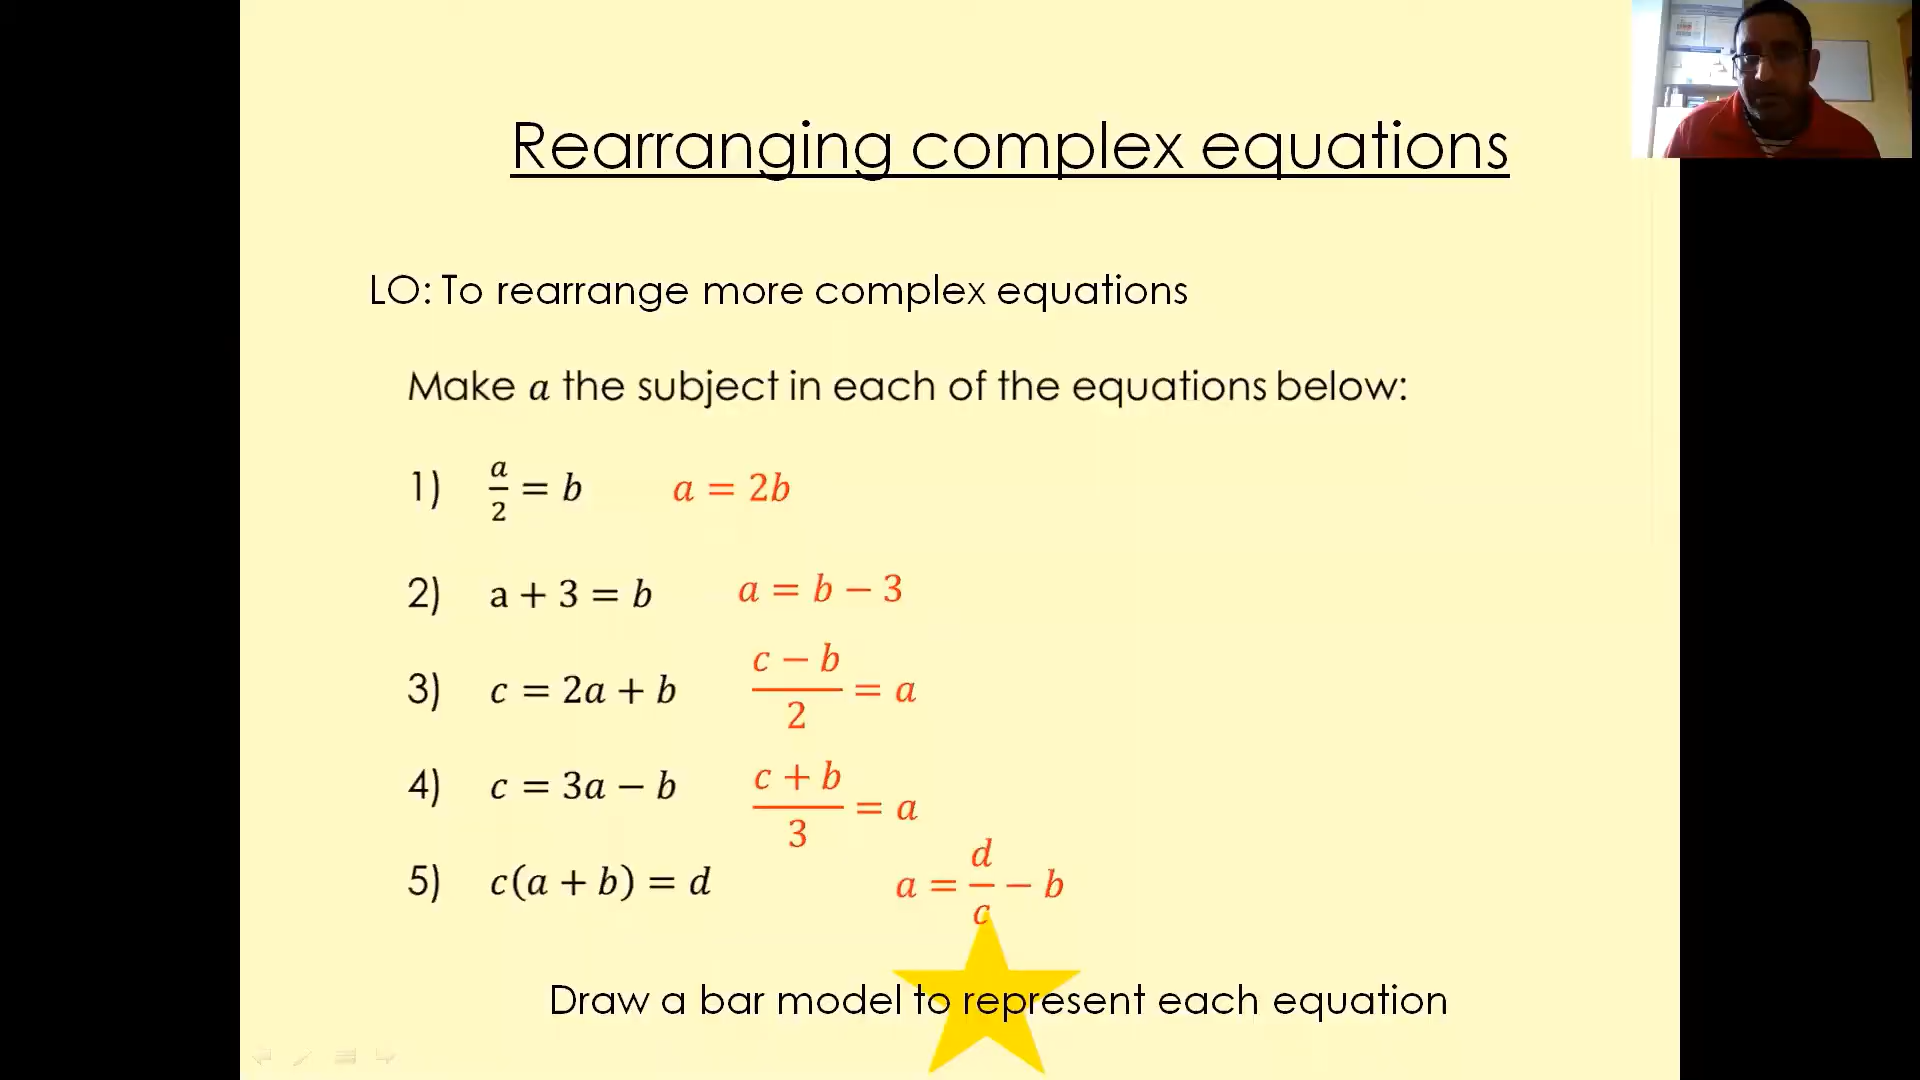 Rearranging complex equations
LO: To rearrange more complex equations
Make a the subject in each of the equations below:
1) a/2 = b a = 2b
2) a + 3 = b a = b − 3
3) c = 2a + b (c − b)/2 = a
4) c = 3a − b (c + b)/3 = a
5) c(a + b) = d a = d/c − b
Draw a bar model to represent each equation